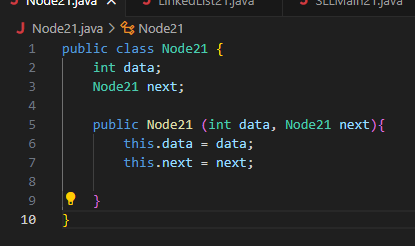 Node21.java
LinkedList21.java
SLLMain21.java
Node21.java > Node21
1 public class Node21 {
2     int data;
3     Node21 next;
4
5     public Node21 (int data, Node21 next){
6         this.data = data;
7         this.next = next;
8
9     }
10 }